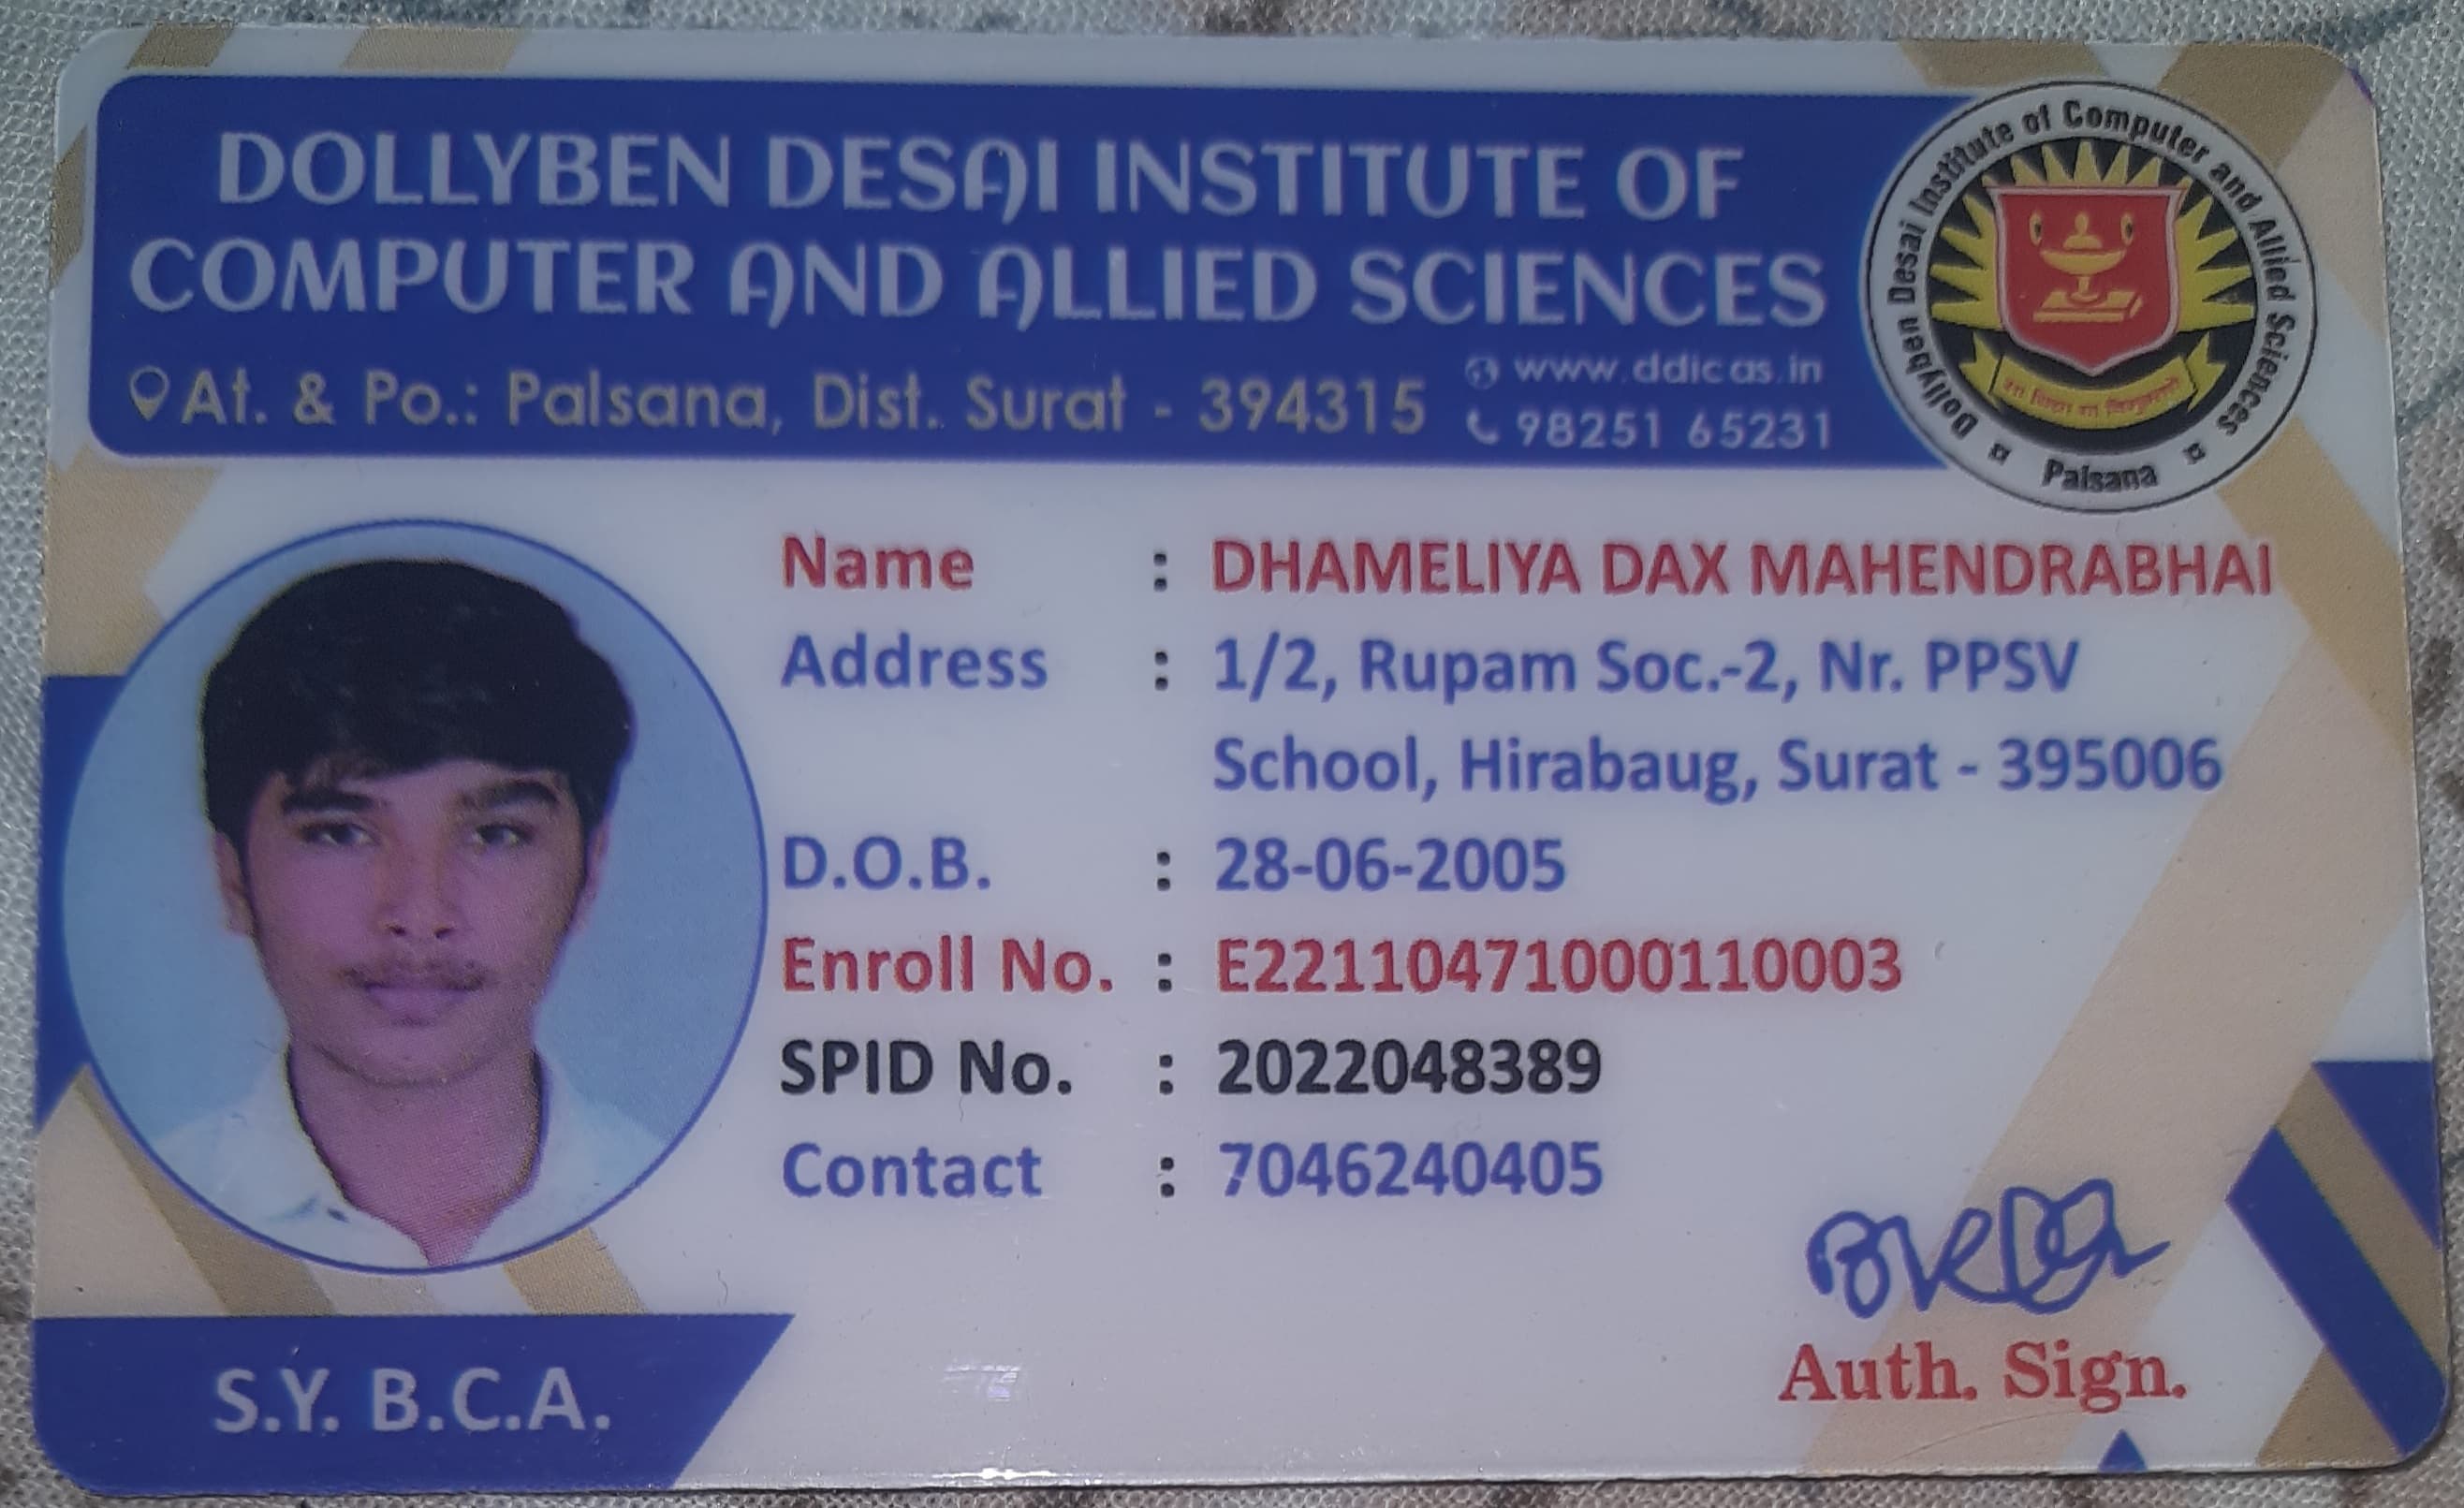 DOLLYBEN DESAI INSTITUTE OF
COMPUTER AND ALLIED SCIENCES
At. & Po.: Palsana, Dist. Surat - 394315
www.ddicas.in
98251 65231
Dollyben Desai Institute of Computer and Allied Sciences
Palsana
Name : DHAMELIYA DAX MAHENDRABHAI
Address : 1/2, Rupam Soc.-2, Nr. PPSV
School, Hirabaug, Surat - 395006
D.O.B. : 28-06-2005
Enroll No. : E22110471000110003
SPID No. : 2022048389
Contact : 7046240405
S.Y. B.C.A.
Auth. Sign.